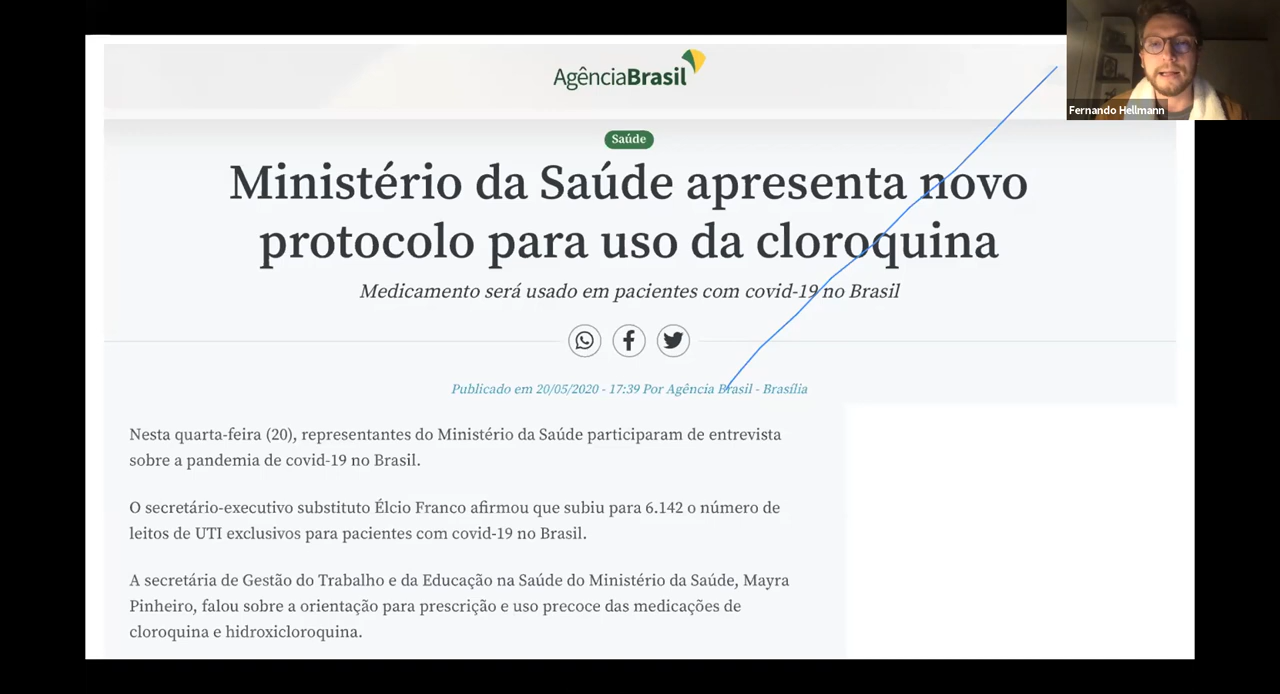 AgênciaBrasil
Fernando Hellmann
Saúde
Ministério da Saúde apresenta novo
protocolo para uso da cloroquina
Medicamento será usado em pacientes com covid-19 no Brasil
Publicado em 20/05/2020 - 17:39 Por Agência Brasil - Brasília
Nesta quarta-feira (20), representantes do Ministério da Saúde participaram de entrevista
sobre a pandemia de covid-19 no Brasil.
O secretário-executivo substituto Élcio Franco afirmou que subiu para 6.142 o número de
leitos de UTI exclusivos para pacientes com covid-19 no Brasil.
A secretária de Gestão do Trabalho e da Educação na Saúde do Ministério da Saúde, Mayra
Pinheiro, falou sobre a orientação para prescrição e uso precoce das medicações de
cloroquina e hidroxicloroquina.